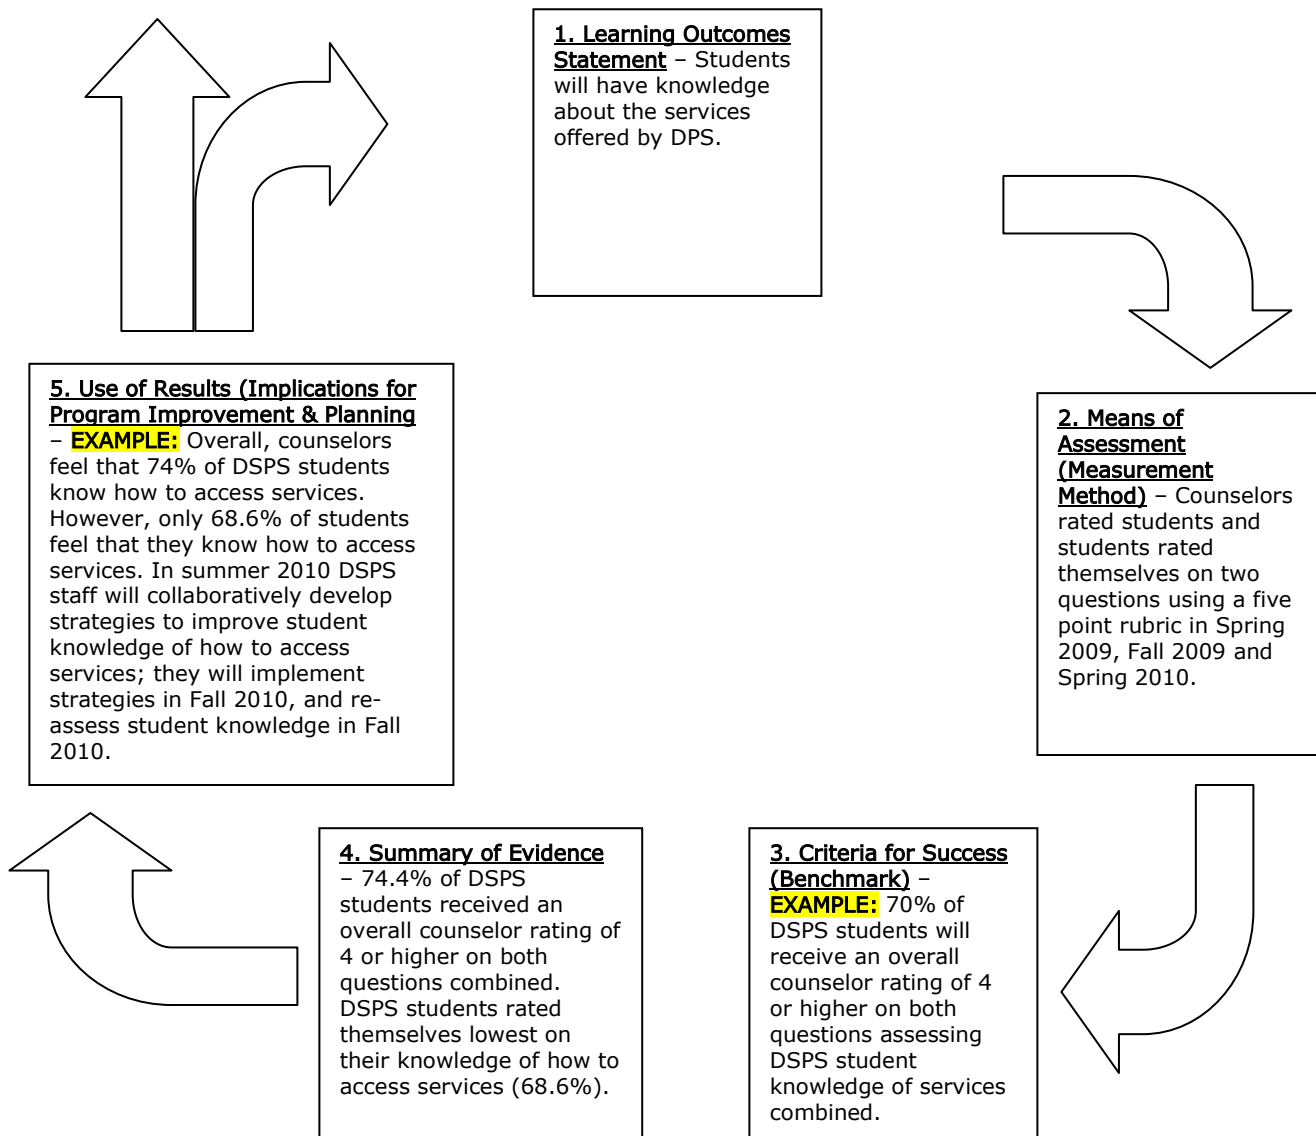 1. Learning Outcomes
Statement – Students
will have knowledge
about the services
offered by DPS.
2. Means of
Assessment
(Measurement
Method) – Counselors
rated students and
students rated
themselves on two
questions using a five
point rubric in Spring
2009, Fall 2009 and
Spring 2010.
3. Criteria for Success
(Benchmark) –
EXAMPLE: 70% of
DSPS students will
receive an overall
counselor rating of 4
or higher on both
questions assessing
DSPS student
knowledge of services
combined.
4. Summary of Evidence
– 74.4% of DSPS
students received an
overall counselor rating of
4 or higher on both
questions combined.
DSPS students rated
themselves lowest on
their knowledge of how to
access services (68.6%).
5. Use of Results (Implications for
Program Improvement & Planning
– EXAMPLE: Overall, counselors
feel that 74% of DSPS students
know how to access services.
However, only 68.6% of students
feel that they know how to access
services. In summer 2010 DSPS
staff will collaboratively develop
strategies to improve student
knowledge of how to access
services; they will implement
strategies in Fall 2010, and re-
assess student knowledge in Fall
2010.